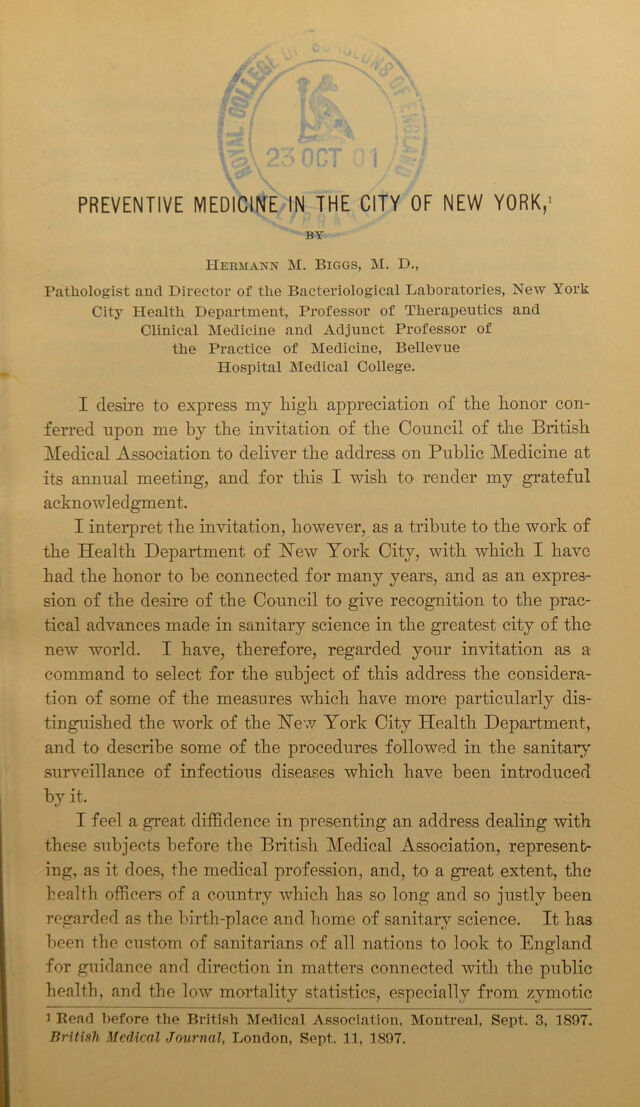 ROYAL COLLEGE OF SURGEONS OF ENGLAND
23 OCT 01
LIBRARY
PREVENTIVE MEDICINE IN THE CITY OF NEW YORK,¹
BY
HERMANN M. BIGGS, M. D.,
Pathologist and Director of the Bacteriological Laboratories, New York
City Health Department, Professor of Therapeutics and
Clinical Medicine and Adjunct Professor of
the Practice of Medicine, Bellevue
Hospital Medical College.
I desire to express my high appreciation of the honor con-
ferred upon me by the invitation of the Council of the British
Medical Association to deliver the address on Public Medicine at
its annual meeting, and for this I wish to render my grateful
acknowledgment.
I interpret the invitation, however, as a tribute to the work of
the Health Department of New York City, with which I have
had the honor to be connected for many years, and as an expres-
sion of the desire of the Council to give recognition to the prac-
tical advances made in sanitary science in the greatest city of the
new world. I have, therefore, regarded your invitation as a
command to select for the subject of this address the considera-
tion of some of the measures which have more particularly dis-
tinguished the work of the New York City Health Department,
and to describe some of the procedures followed in the sanitary
surveillance of infectious diseases which have been introduced
by it.
I feel a great diffidence in presenting an address dealing with
these subjects before the British Medical Association, represent-
ing, as it does, the medical profession, and, to a great extent, the
health officers of a country which has so long and so justly been
regarded as the birth-place and home of sanitary science. It has
been the custom of sanitarians of all nations to look to England
for guidance and direction in matters connected with the public
health, and the low mortality statistics, especially from zymotic
¹ Read before the British Medical Association, Montreal, Sept. 3, 1897.
British Medical Journal, London, Sept. 11, 1897.